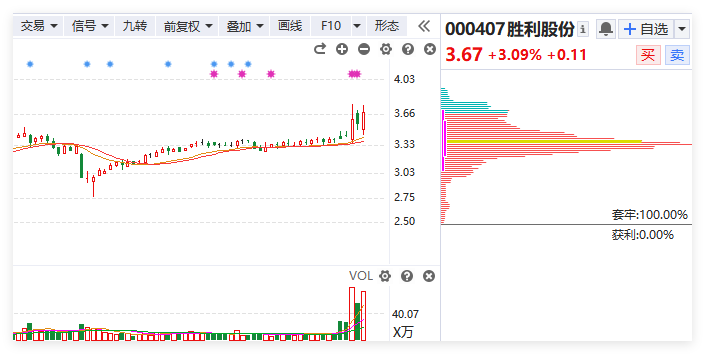 交易 信号 九转 前复权 叠加 画线 F10 形态
000407胜利股份 自选
3.67 +3.09% +0.11 买 卖
4.03
3.66
3.33
3.03
2.75
2.50
套牢:100.00%
获利:0.00%
VOL
40.07
X万